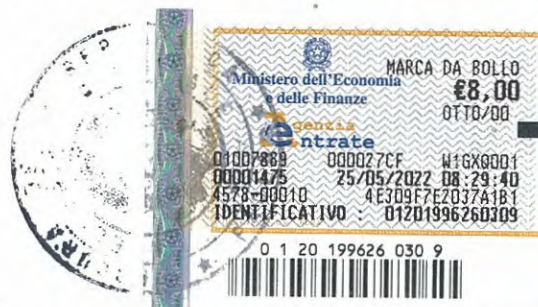 Ministero dell'Economia
e delle Finanze
MARCA DA BOLLO
€8,00
OTTO/00
genzia
ntrate
01007889 000027CF W1GX0001
00001475 25/05/2022 08:29:40
4578-00010 4E3D9F7E2037A1B1
IDENTIFICATIVO : 01201996260309
0 1 20 199626 030 9